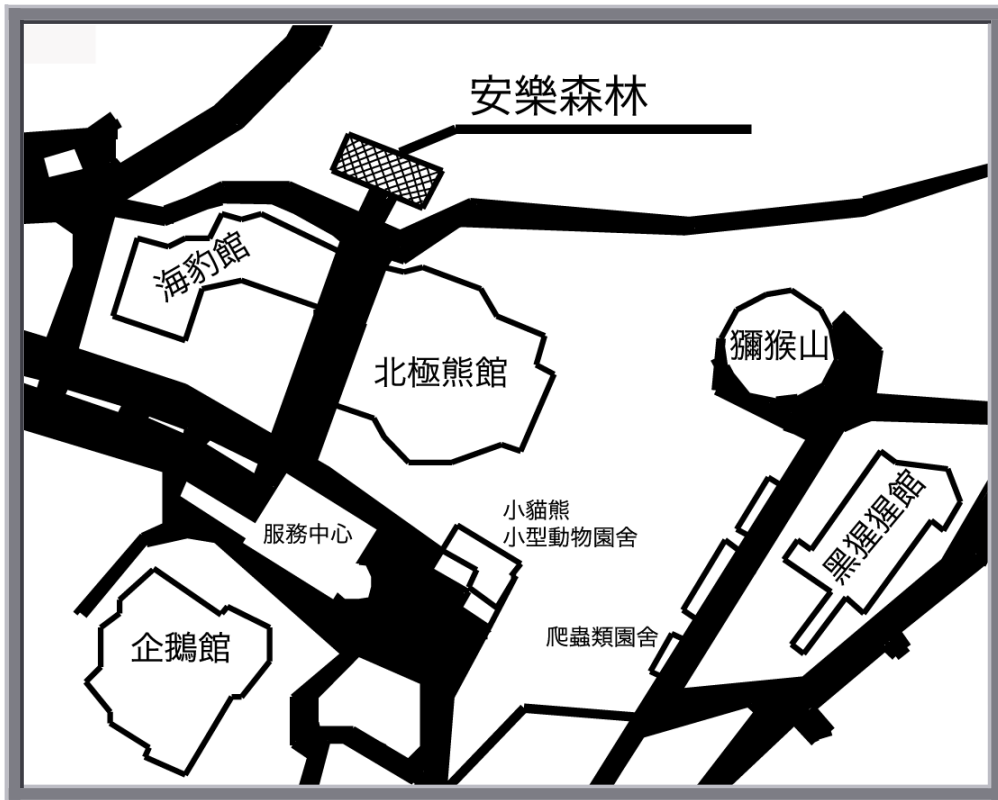 安樂森林
海豹館
北極熊館
獼猴山
小貓熊
小型動物園舍
服務中心
黑猩猩館
爬蟲類園舍
企鵝館